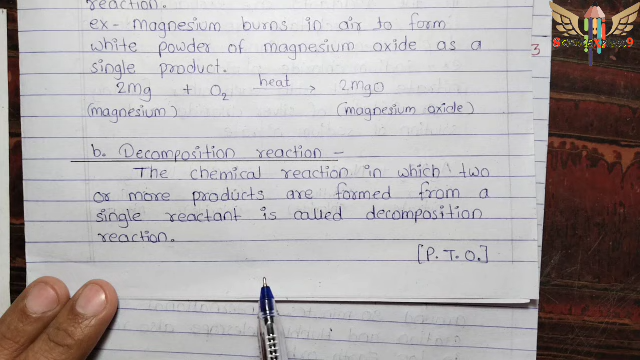 reaction.
ex- magnesium burns in air to form
white powder of magnesium oxide as a
single product.
2Mg + O₂ heat → 2MgO
(magnesium) (magnesium oxide)
b. Decomposition reaction -
The chemical reaction in which two
or more products are formed from a
single reactant is called decomposition
reaction.
[P. T. O.]
3